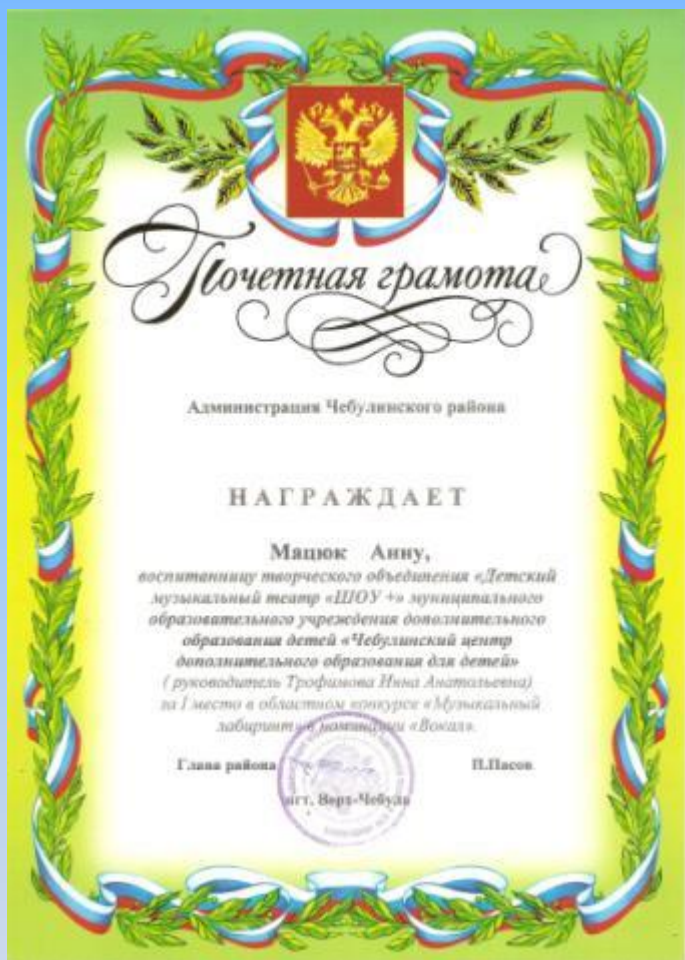 Почетная грамота
Администрация Чебулинского района
НАГРАЖДАЕТ
Мацюк Анну,
воспитанницу творческого объединения «Детский
музыкальный театр «ШОУ +» муниципального
образовательного учреждения дополнительного
образования детей «Чебулинский центр
дополнительного образования для детей»
( руководитель Трофимова Инна Анатольевна)
за I место в областном конкурсе «Музыкальный
лабиринт» в номинации «Вокал».
Глава района П.Пасов
пгт. Верх-Чебула